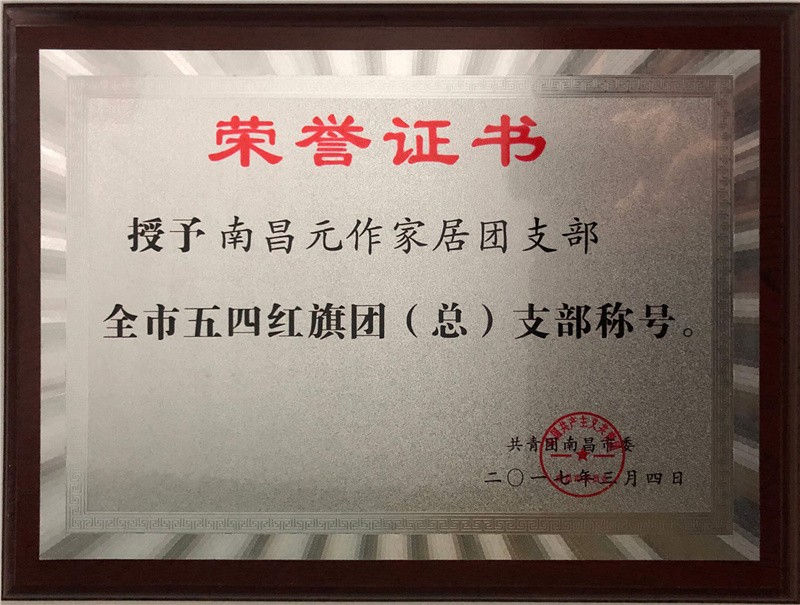 荣誉证书
授予南昌元作家居团支部
全市五四红旗团（总）支部称号。
共青团南昌市委
二〇一七年三月四日